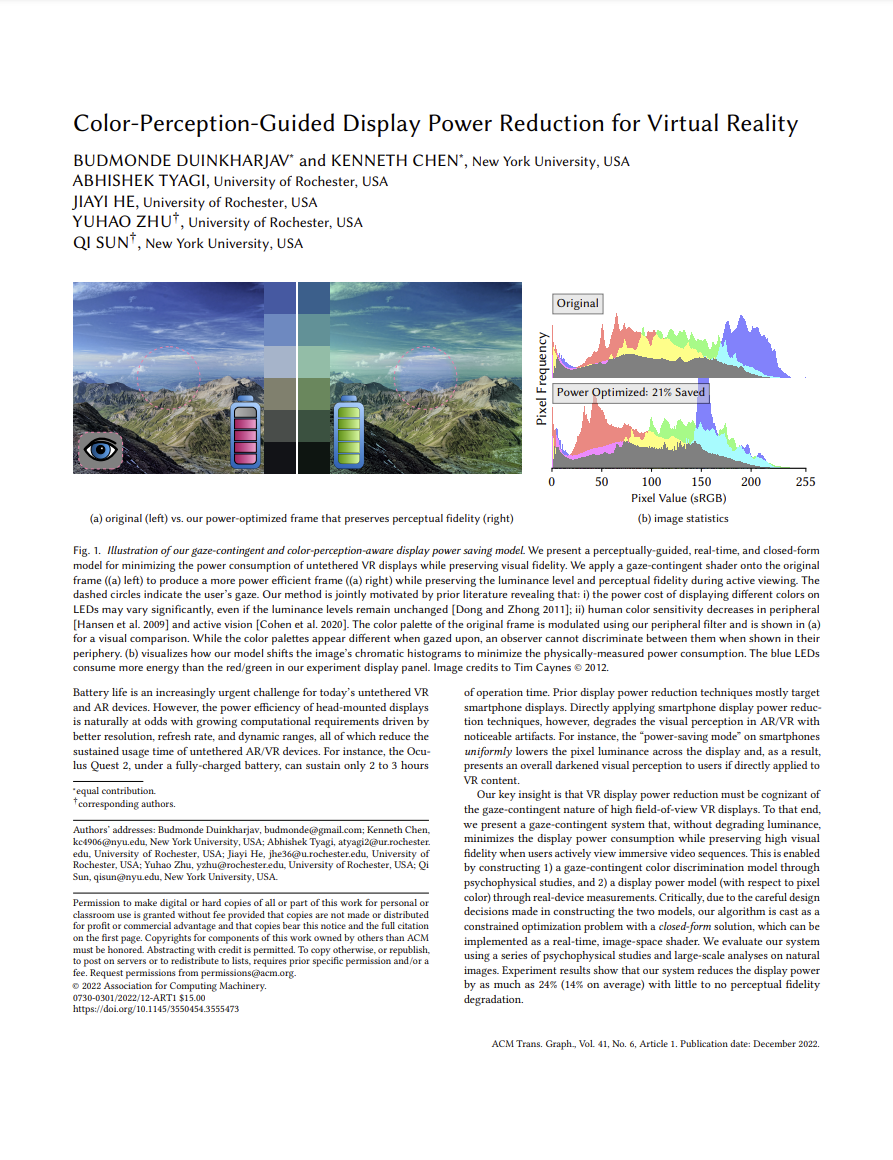 Color-Perception-Guided Display Power Reduction for Virtual Reality
BUDMONDE DUINKHARJAV* and KENNETH CHEN*, New York University, USA
ABHISHEK TYAGI, University of Rochester, USA
JIAYI HE, University of Rochester, USA
YUHAO ZHU†, University of Rochester, USA
QI SUN†, New York University, USA
Original
Power Optimized: 21% Saved
Pixel Frequency
0 50 100 150 200 255
Pixel Value (sRGB)
(a) original (left) vs. our power-optimized frame that preserves perceptual fidelity (right)
(b) image statistics
Fig. 1. Illustration of our gaze-contingent and color-perception-aware display power saving model. We present a perceptually-guided, real-time, and closed-form
model for minimizing the power consumption of untethered VR displays while preserving visual fidelity. We apply a gaze-contingent shader onto the original
frame ((a) left) to produce a more power efficient frame ((a) right) while preserving the luminance level and perceptual fidelity during active viewing. The
dashed circles indicate the user's gaze. Our method is jointly motivated by prior literature revealing that: i) the power cost of displaying different colors on
LEDs may vary significantly, even if the luminance levels remain unchanged [Dong and Zhong 2011]; ii) human color sensitivity decreases in peripheral
[Hansen et al. 2009] and active vision [Cohen et al. 2020]. The color palette of the original frame is modulated using our peripheral filter and is shown in (a)
for a visual comparison. While the color palettes appear different when gazed upon, an observer cannot discriminate between them when shown in their
periphery. (b) visualizes how our model shifts the image's chromatic histograms to minimize the physically-measured power consumption. The blue LEDs
consume more energy than the red/green in our experiment display panel. Image credits to Tim Caynes © 2012.
Battery life is an increasingly urgent challenge for today's untethered VR
and AR devices. However, the power efficiency of head-mounted displays
is naturally at odds with growing computational requirements driven by
better resolution, refresh rate, and dynamic ranges, all of which reduce the
sustained usage time of untethered AR/VR devices. For instance, the Ocu-
lus Quest 2, under a fully-charged battery, can sustain only 2 to 3 hours
*equal contribution.
†corresponding authors.
Authors' addresses: Budmonde Duinkharjav, budmonde@gmail.com; Kenneth Chen,
kc4906@nyu.edu, New York University, USA; Abhishek Tyagi, atyagi2@ur.rochester.
edu, University of Rochester, USA; Jiayi He, jhe36@u.rochester.edu, University of
Rochester, USA; Yuhao Zhu, yzhu@rochester.edu, University of Rochester, USA; Qi
Sun, qisun@nyu.edu, New York University, USA.
Permission to make digital or hard copies of all or part of this work for personal or
classroom use is granted without fee provided that copies are not made or distributed
for profit or commercial advantage and that copies bear this notice and the full citation
on the first page. Copyrights for components of this work owned by others than ACM
must be honored. Abstracting with credit is permitted. To copy otherwise, or republish,
to post on servers or to redistribute to lists, requires prior specific permission and/or a
fee. Request permissions from permissions@acm.org.
© 2022 Association for Computing Machinery.
0730-0301/2022/12-ART1 $15.00
https://doi.org/10.1145/3550454.3555473
of operation time. Prior display power reduction techniques mostly target
smartphone displays. Directly applying smartphone display power reduc-
tion techniques, however, degrades the visual perception in AR/VR with
noticeable artifacts. For instance, the "power-saving mode" on smartphones
uniformly lowers the pixel luminance across the display and, as a result,
presents an overall darkened visual perception to users if directly applied to
VR content.
Our key insight is that VR display power reduction must be cognizant of
the gaze-contingent nature of high field-of-view VR displays. To that end,
we present a gaze-contingent system that, without degrading luminance,
minimizes the display power consumption while preserving high visual
fidelity when users actively view immersive video sequences. This is enabled
by constructing 1) a gaze-contingent color discrimination model through
psychophysical studies, and 2) a display power model (with respect to pixel
color) through real-device measurements. Critically, due to the careful design
decisions made in constructing the two models, our algorithm is cast as a
constrained optimization problem with a closed-form solution, which can be
implemented as a real-time, image-space shader. We evaluate our system
using a series of psychophysical studies and large-scale analyses on natural
images. Experiment results show that our system reduces the display power
by as much as 24% (14% on average) with little to no perceptual fidelity
degradation.
ACM Trans. Graph., Vol. 41, No. 6, Article 1. Publication date: December 2022.